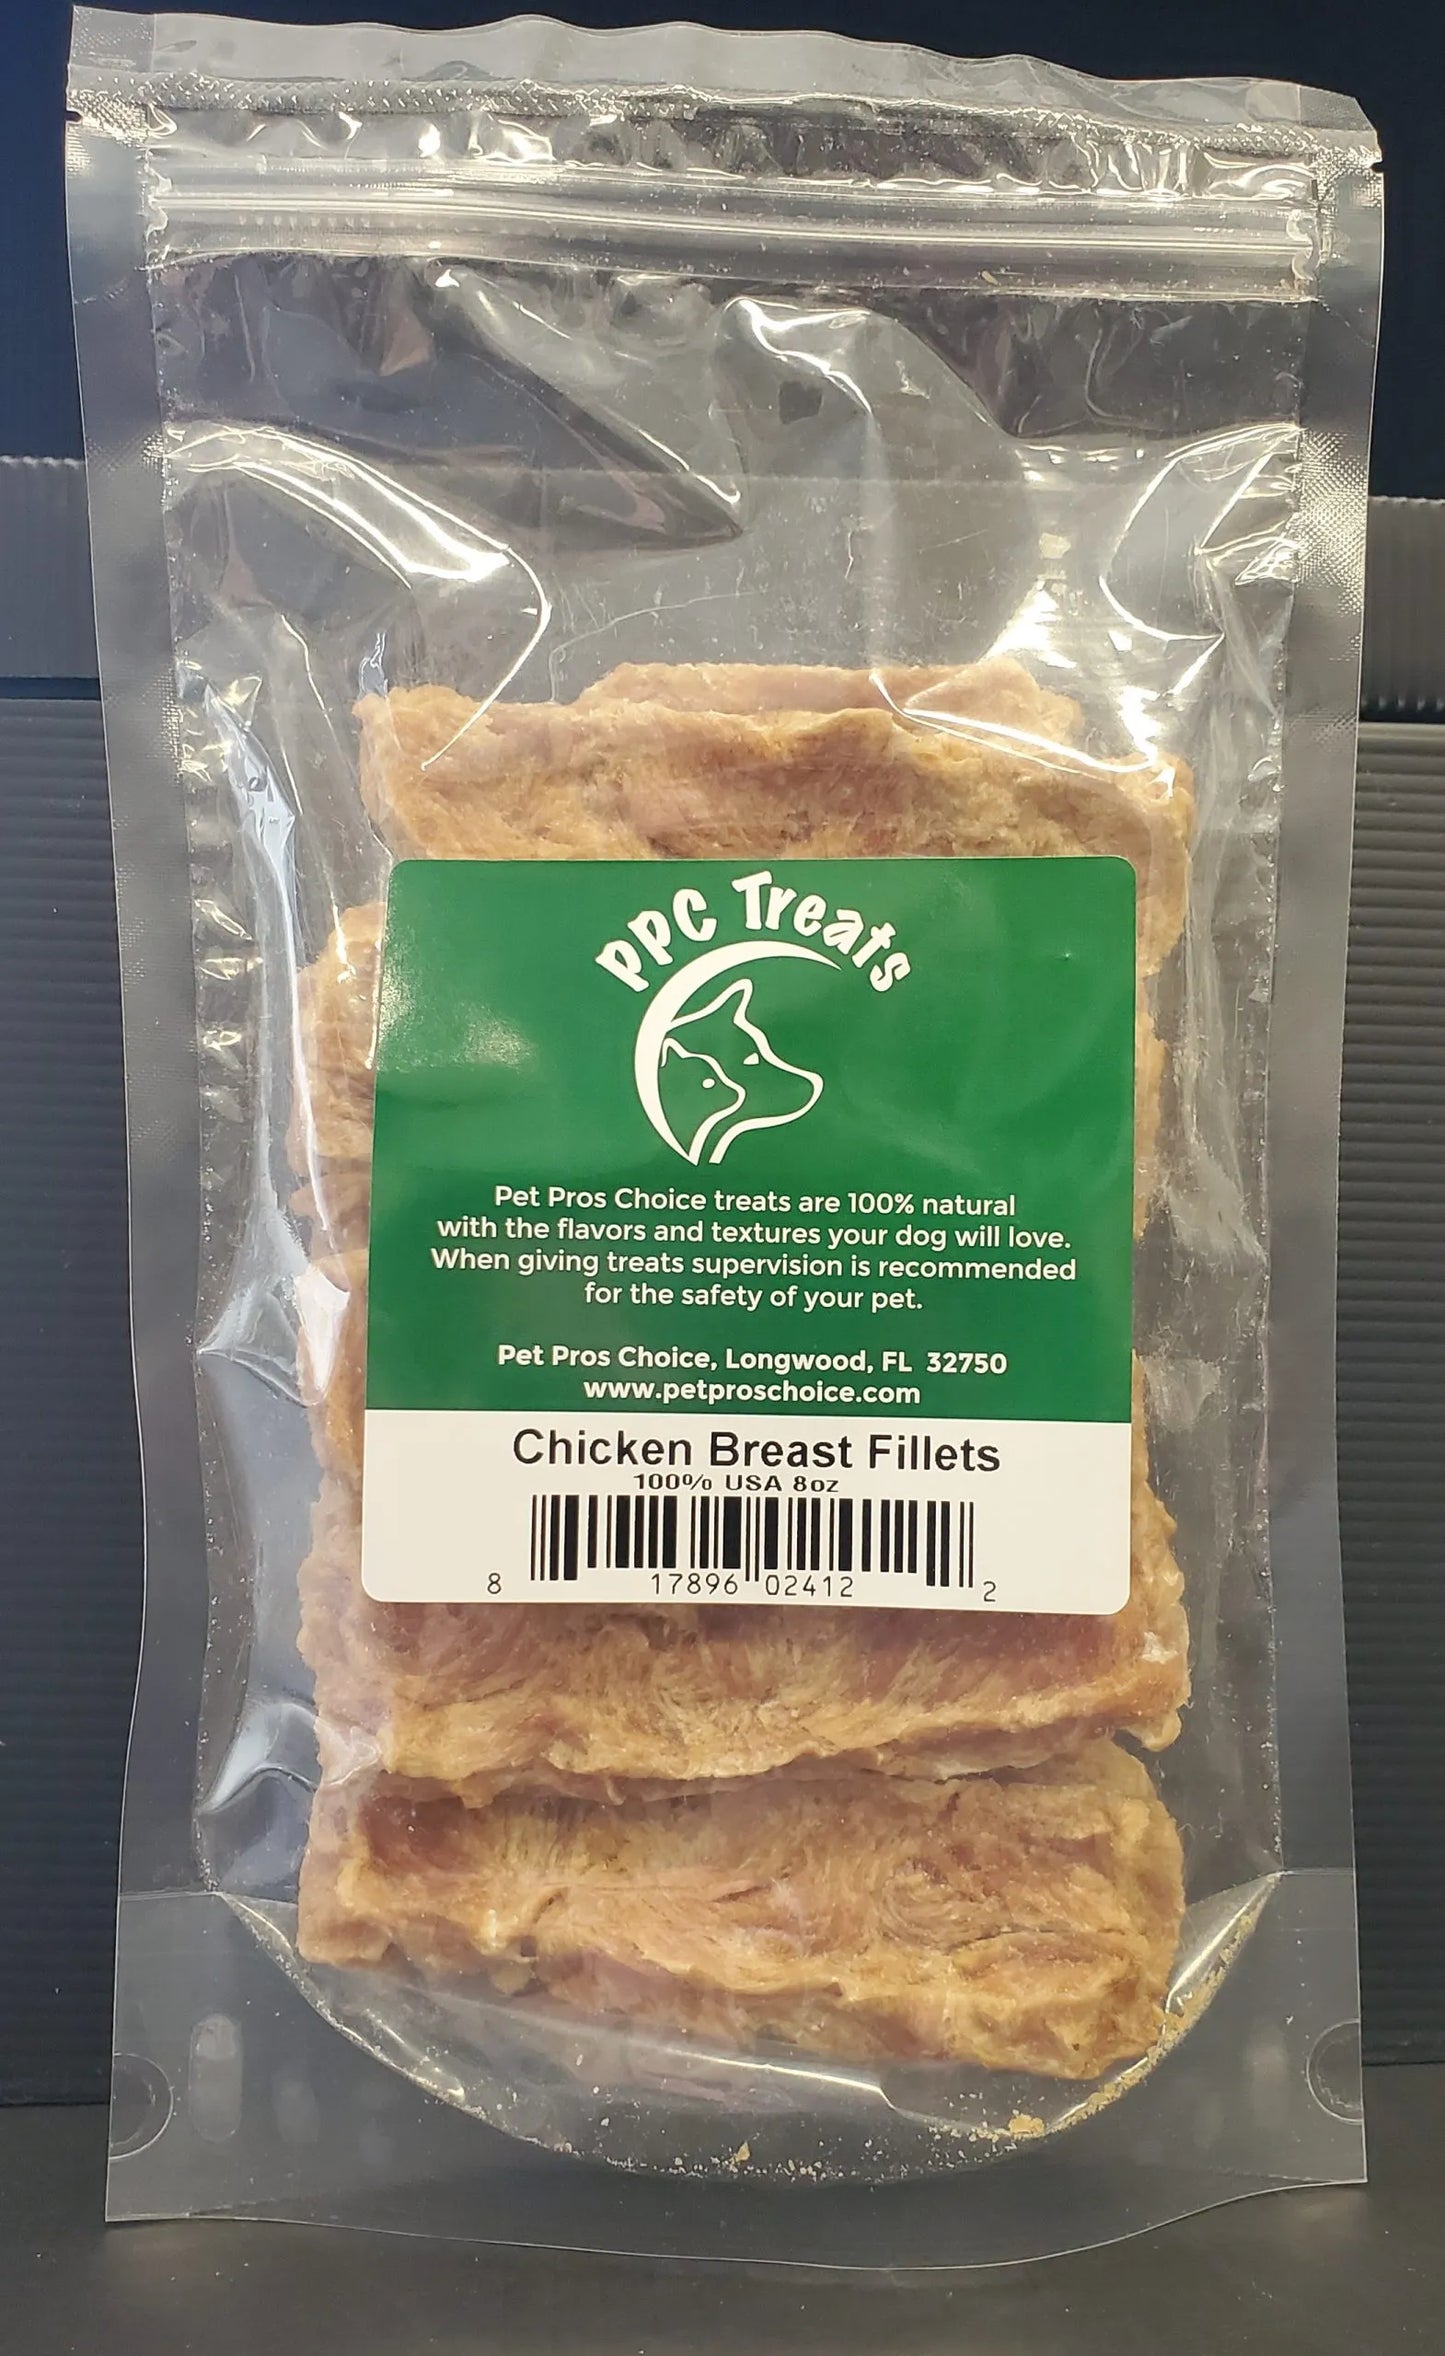 PPC Treats
Pet Pros Choice treats are 100% natural
with the flavors and textures your dog will love.
When giving treats supervision is recommended
for the safety of your pet.
Pet Pros Choice, Longwood, FL 32750
www.petproschoice.com
Chicken Breast Fillets
100% USA 8oz
8 17896 02412 2